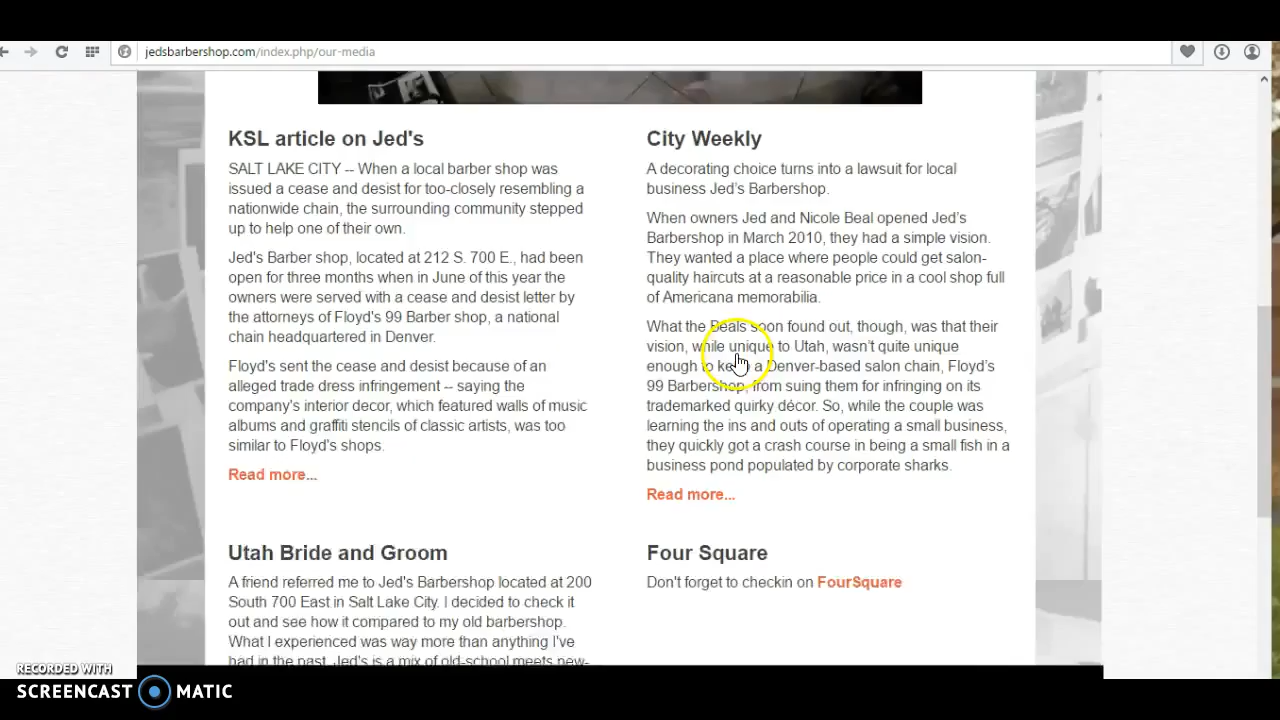 jedsbarbershop.com/index.php/our-media
KSL article on Jed's
SALT LAKE CITY -- When a local barber shop was
issued a cease and desist for too-closely resembling a
nationwide chain, the surrounding community stepped
up to help one of their own.
Jed's Barber shop, located at 212 S. 700 E., had been
open for three months when in June of this year the
owners were served with a cease and desist letter by
the attorneys of Floyd's 99 Barber shop, a national
chain headquartered in Denver.
Floyd's sent the cease and desist because of an
alleged trade dress infringement -- saying the
company's interior decor, which featured walls of music
albums and graffiti stencils of classic artists, was too
similar to Floyd's shops.
Read more...
City Weekly
A decorating choice turns into a lawsuit for local
business Jed's Barbershop.
When owners Jed and Nicole Beal opened Jed's
Barbershop in March 2010, they had a simple vision.
They wanted a place where people could get salon-
quality haircuts at a reasonable price in a cool shop full
of Americana memorabilia.
What the Beals soon found out, though, was that their
vision, while unique to Utah, wasn't quite unique
enough to keep a Denver-based salon chain, Floyd's
99 Barbershop, from suing them for infringing on its
trademarked quirky décor. So, while the couple was
learning the ins and outs of operating a small business,
they quickly got a crash course in being a small fish in a
business pond populated by corporate sharks.
Read more...
Utah Bride and Groom
A friend referred me to Jed's Barbershop located at 200
South 700 East in Salt Lake City. I decided to check it
out and see how it compared to my old barbershop.
What I experienced was way more than anything I've
had in the past. Jed's is a mix of old-school meets new-
Four Square
Don't forget to checkin on FourSquare
RECORDED WITH
SCREENCAST MATIC